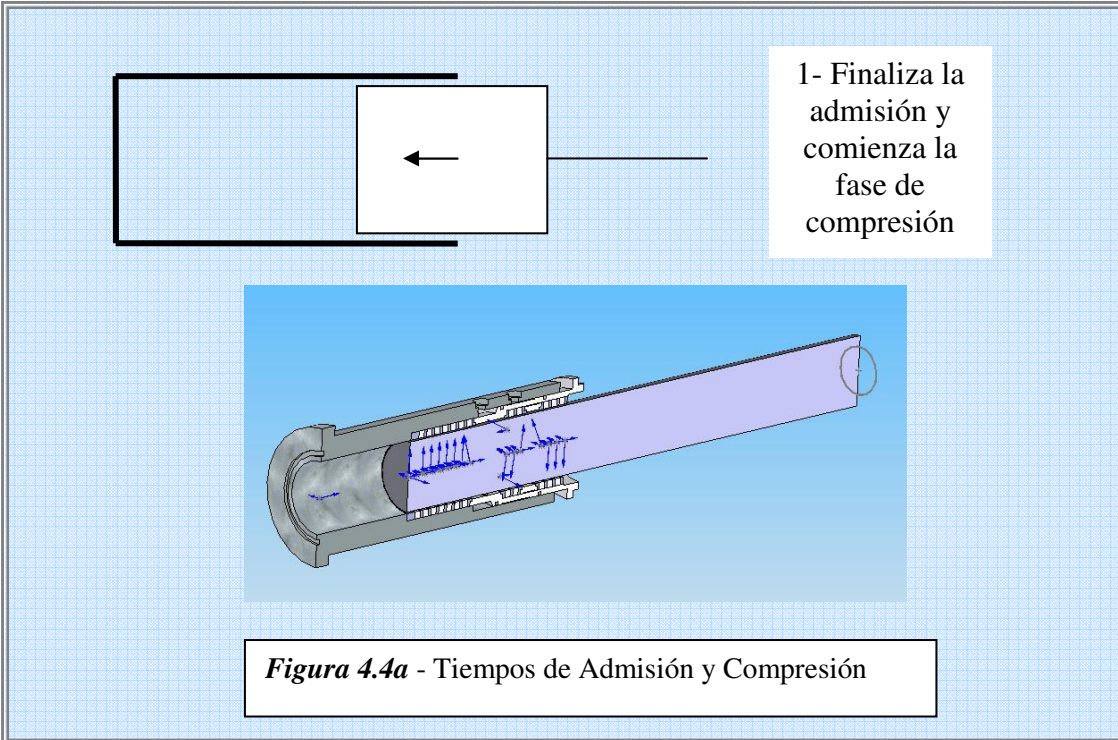 1- Finaliza la
admisión y
comienza la
fase de
compresión
Figura 4.4a - Tiempos de Admisión y Compresión